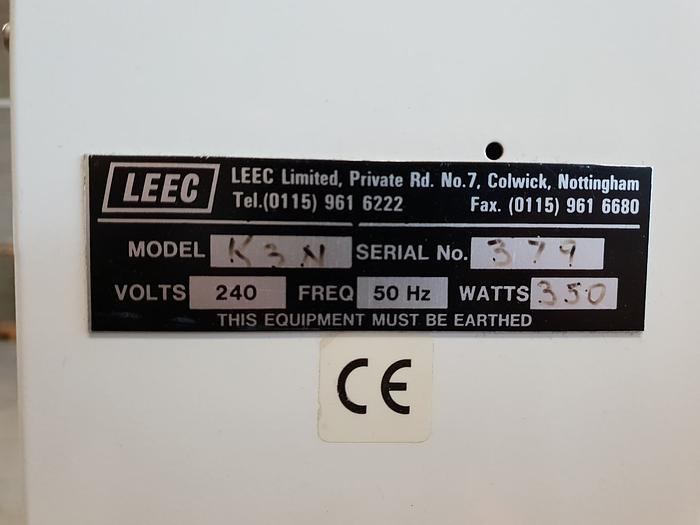 LEEC
LEEC Limited, Private Rd. No.7, Colwick, Nottingham
Tel.(0115) 961 6222 Fax. (0115) 961 6680
MODEL K3N SERIAL No. 379
VOLTS 240 FREQ 50 Hz WATTS 350
THIS EQUIPMENT MUST BE EARTHED
CE